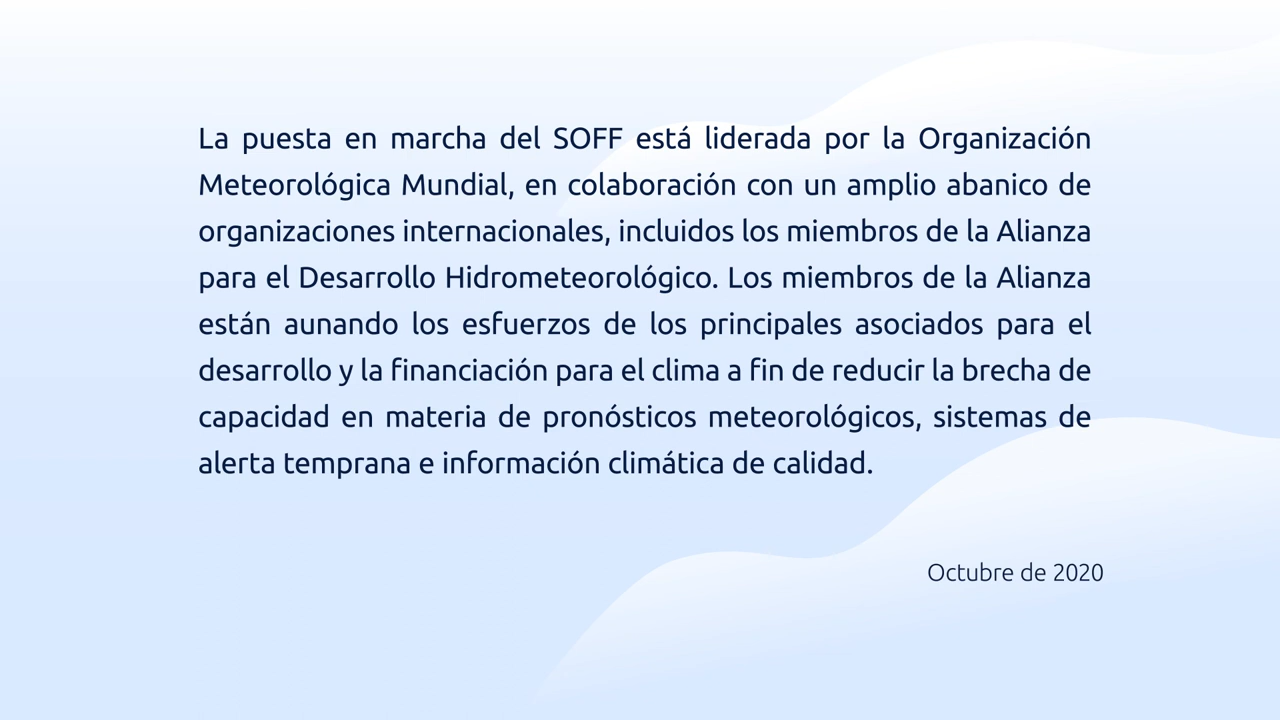 La puesta en marcha del SOFF está liderada por la Organización
Meteorológica Mundial, en colaboración con un amplio abanico de
organizaciones internacionales, incluidos los miembros de la Alianza
para el Desarrollo Hidrometeorológico. Los miembros de la Alianza
están aunando los esfuerzos de los principales asociados para el
desarrollo y la financiación para el clima a fin de reducir la brecha de
capacidad en materia de pronósticos meteorológicos, sistemas de
alerta temprana e información climática de calidad.
Octubre de 2020